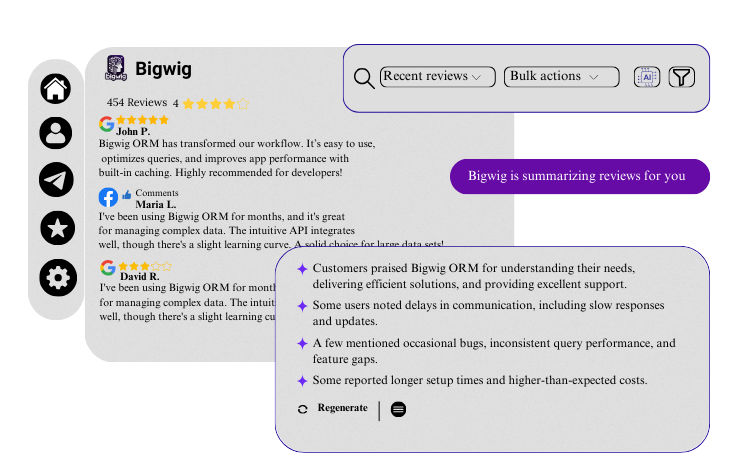 bigwig
Bigwig
Recent reviews
Bulk actions
AI
454 Reviews 4
John P.
Bigwig ORM has transformed our workflow. It's easy to use,
optimizes queries, and improves app performance with
built-in caching. Highly recommended for developers!
Bigwig is summarizing reviews for you
Comments
Maria L.
I've been using Bigwig ORM for months, and it's great
for managing complex data. The intuitive API integrates
well, though there's a slight learning curve. A solid choice for large data sets!
David R.
I've been using Bigwig ORM for mont
for managing complex data. The intuit
well, though there's a slight learning cu
Customers praised Bigwig ORM for understanding their needs,
delivering efficient solutions, and providing excellent support.
Some users noted delays in communication, including slow responses
and updates.
A few mentioned occasional bugs, inconsistent query performance, and
feature gaps.
Some reported longer setup times and higher-than-expected costs.
Regenerate